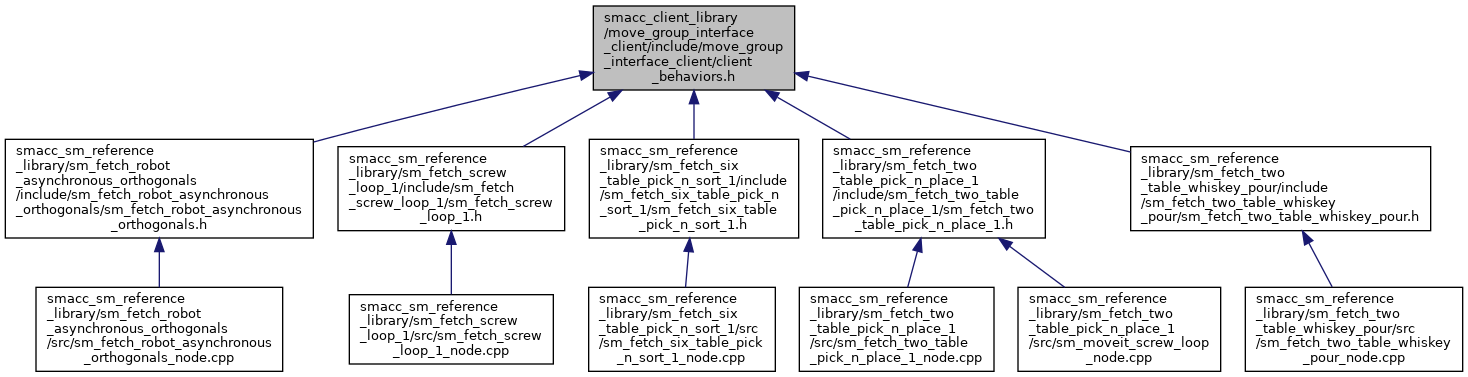 smacc_client_library
/move_group_interface
_client/include/move_group
_interface_client/client
_behaviors.h
smacc_sm_reference
_library/sm_fetch_robot
_asynchronous_orthogonals
/include/sm_fetch_robot_asynchronous
_orthogonals/sm_fetch_robot_asynchronous
_orthogonals.h
smacc_sm_reference
_library/sm_fetch_screw
_loop_1/include/sm_fetch
_screw_loop_1/sm_fetch_screw
_loop_1.h
smacc_sm_reference
_library/sm_fetch_six
_table_pick_n_sort_1/include
/sm_fetch_six_table_pick_n
_sort_1/sm_fetch_six_table
_pick_n_sort_1.h
smacc_sm_reference
_library/sm_fetch_two
_table_pick_n_place_1
/include/sm_fetch_two_table
_pick_n_place_1/sm_fetch_two
_table_pick_n_place_1.h
smacc_sm_reference
_library/sm_fetch_two
_table_whiskey_pour/include
/sm_fetch_two_table_whiskey
_pour/sm_fetch_two_table_whiskey_pour.h
smacc_sm_reference
_library/sm_fetch_robot
_asynchronous_orthogonals
/src/sm_fetch_robot_asynchronous
_orthogonals_node.cpp
smacc_sm_reference
_library/sm_fetch_screw
_loop_1/src/sm_fetch_screw
_loop_1_node.cpp
smacc_sm_reference
_library/sm_fetch_six
_table_pick_n_sort_1/src
/sm_fetch_six_table_pick
_n_sort_1_node.cpp
smacc_sm_reference
_library/sm_fetch_two
_table_pick_n_place_1
/src/sm_fetch_two_table
_pick_n_place_1_node.cpp
smacc_sm_reference
_library/sm_fetch_two
_table_pick_n_place_1
/src/sm_moveit_screw_loop
_node.cpp
smacc_sm_reference
_library/sm_fetch_two
_table_whiskey_pour/src
/sm_fetch_two_table_whiskey
_pour_node.cpp